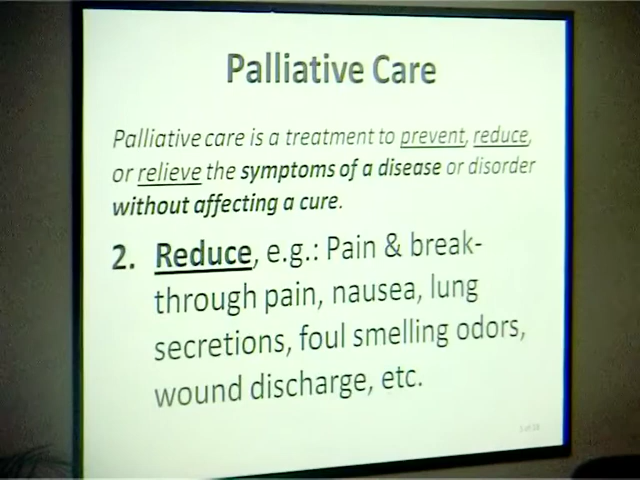 Palliative Care
Palliative care is a treatment to prevent, reduce,
or relieve the symptoms of a disease or disorder
without affecting a cure.
2. Reduce, e.g.: Pain & break-
through pain, nausea, lung
secretions, foul smelling odors,
wound discharge, etc.